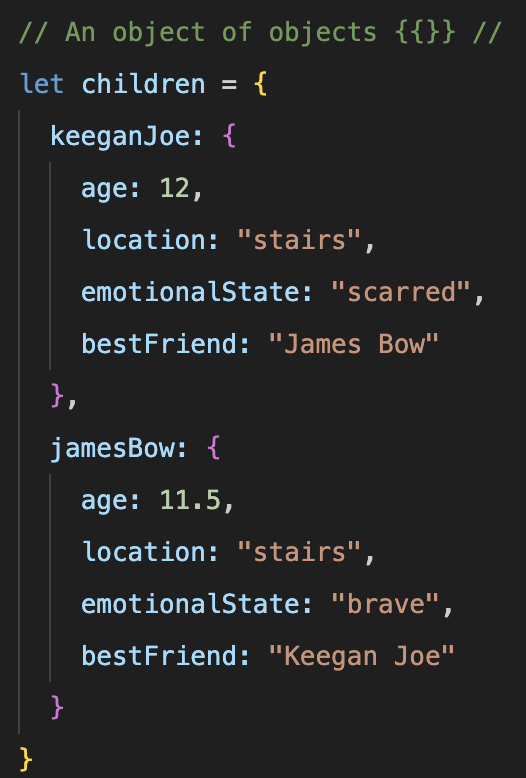 // An object of objects {{}} //
let children = {
  keeganJoe: {
    age: 12,
    location: "stairs",
    emotionalState: "scarred",
    bestFriend: "James Bow"
  },
  jamesBow: {
    age: 11.5,
    location: "stairs",
    emotionalState: "brave",
    bestFriend: "Keegan Joe"
  }
}